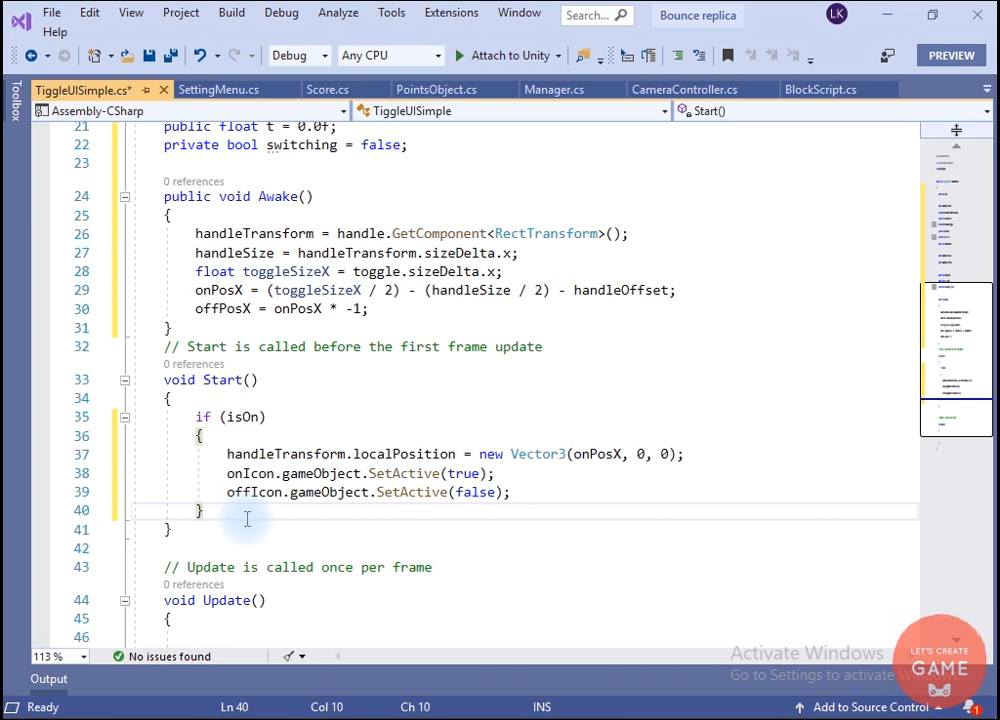 File Edit View Project Build Debug Analyze Tools Extensions Window Search... Bounce replica LK
Help
Debug Any CPU Attach to Unity PREVIEW
Toolbox
TiggleUISimple.cs* SettingMenu.cs Score.cs PointsObject.cs Manager.cs CameraController.cs BlockScript.cs
Assembly-CSharp TiggleUISimple Start()
21 public float t = 0.0f;
22 private bool switching = false;
23
0 references
24 public void Awake()
25 {
26 handleTransform = handle.GetComponent<RectTransform>();
27 handleSize = handleTransform.sizeDelta.x;
28 float toggleSizeX = toggle.sizeDelta.x;
29 onPosX = (toggleSizeX / 2) - (handleSize / 2) - handleOffset;
30 offPosX = onPosX * -1;
31 }
32 // Start is called before the first frame update
0 references
33 void Start()
34 {
35 if (isOn)
36 {
37 handleTransform.localPosition = new Vector3(onPosX, 0, 0);
38 onIcon.gameObject.SetActive(true);
39 offIcon.gameObject.SetActive(false);
40 }
41 }
42
43 // Update is called once per frame
0 references
44 void Update()
45 {
46
113 % No issues found
Activate Windows
Go to Settings to activate
LET'S CREATE
GAME
Output
Ready Ln 40 Col 10 Ch 10 INS Add to Source Control 1